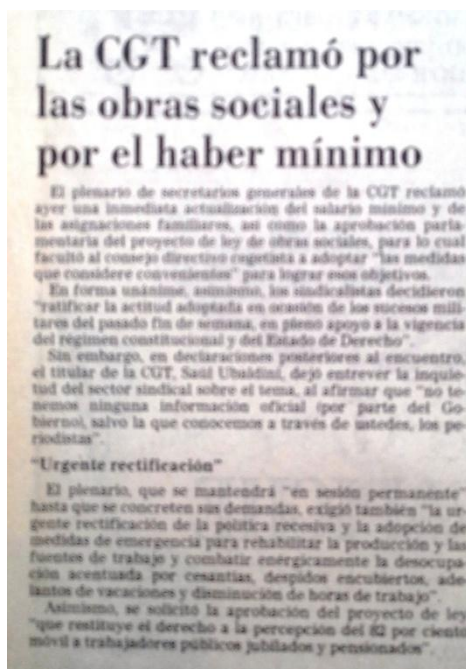 La CGT reclamó por
las obras sociales y
por el haber mínimo
El plenario de secretarios generales de la CGT reclamó
ayer una inmediata actualización del salario mínimo y de
las asignaciones familiares, así como la aprobación parla-
mentaria del proyecto de ley de obras sociales, para lo cual
facultó al consejo directivo cegetista a adoptar "las medidas
que considere convenientes" para lograr esos objetivos.
En forma unánime, asimismo, los sindicalistas decidieron
"ratificar la actitud adoptada en ocasión de los sucesos mili-
tares del pasado fin de semana, en pleno apoyo a la vigencia
del régimen constitucional y del Estado de Derecho".
Sin embargo, en declaraciones posteriores al encuentro,
el titular de la CGT, Saúl Ubaldini, dejó entrever la inquie-
tud del sector sindical sobre el tema, al afirmar que "no te-
nemos ninguna información oficial (por parte del Go-
bierno), salvo la que conocemos a través de ustedes, los pe-
riodistas".
"Urgente rectificación"
El plenario, que se mantendrá "en sesión permanente"
hasta que se concreten sus demandas, exigió también "la ur-
gente rectificación de la política recesiva y la adopción de
medidas de emergencia para rehabilitar la producción y las
fuentes de trabajo y combatir enérgicamente la desocupa-
ción acentuada por cesantías, despidos encubiertos, ade-
lantos de vacaciones y disminución de horas de trabajo".
Asimismo, se solicitó la aprobación del proyecto de ley
"que restituye el derecho a la percepción del 82 por ciento
móvil a trabajadores públicos jubilados y pensionados".